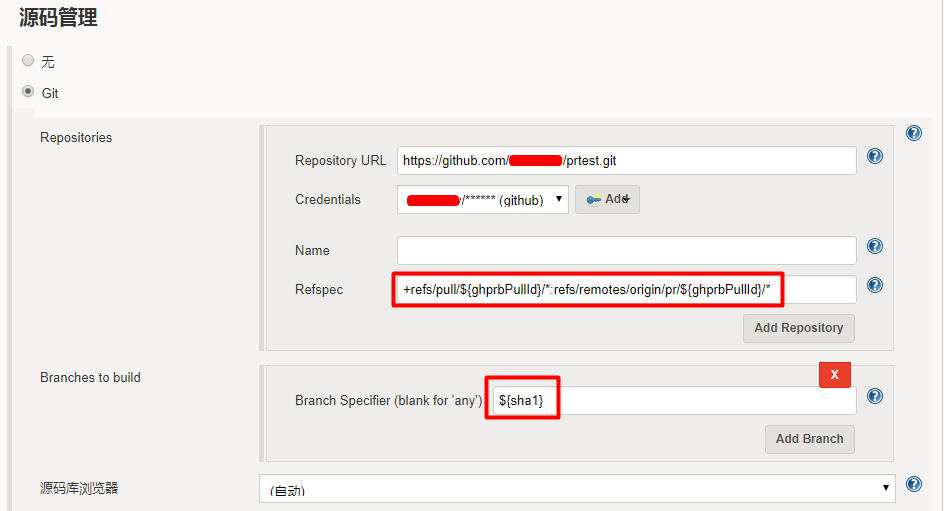 源码管理
无
Git
Repositories
Repository URL https://github.com/ /prtest.git
Credentials /****** (github) Add
Name
Refspec +refs/pull/${ghprbPullId}/*:refs/remotes/origin/pr/${ghprbPullId}/*
Add Repository
Branches to build
X
Branch Specifier (blank for 'any') ${sha1}
Add Branch
源码库浏览器 (自动)